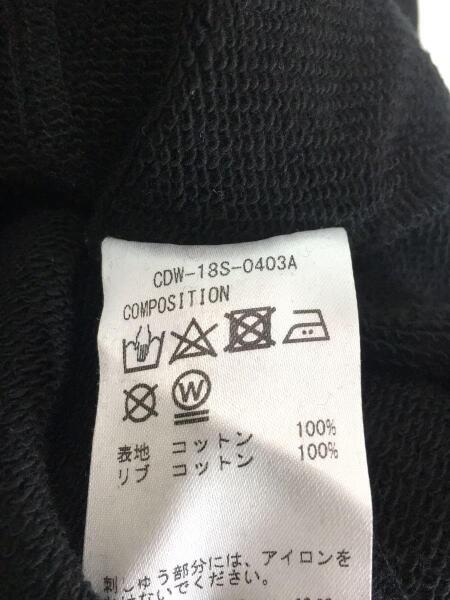 CDW-18S-0403A
COMPOSITION
W
表地 コットン 100%
リブ コットン 100%
刺しゅう部分には、アイロンを
かけないでください。